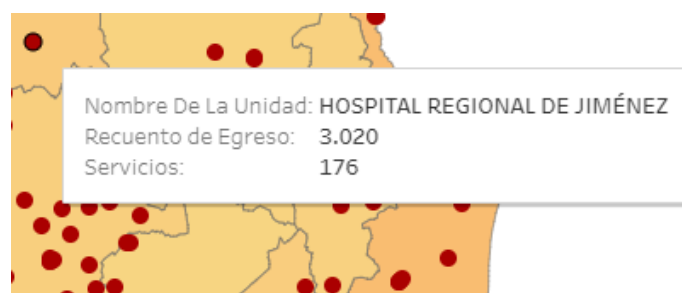 Nombre De La Unidad: HOSPITAL REGIONAL DE JIMÉNEZ
Recuento de Egreso: 3.020
Servicios: 176